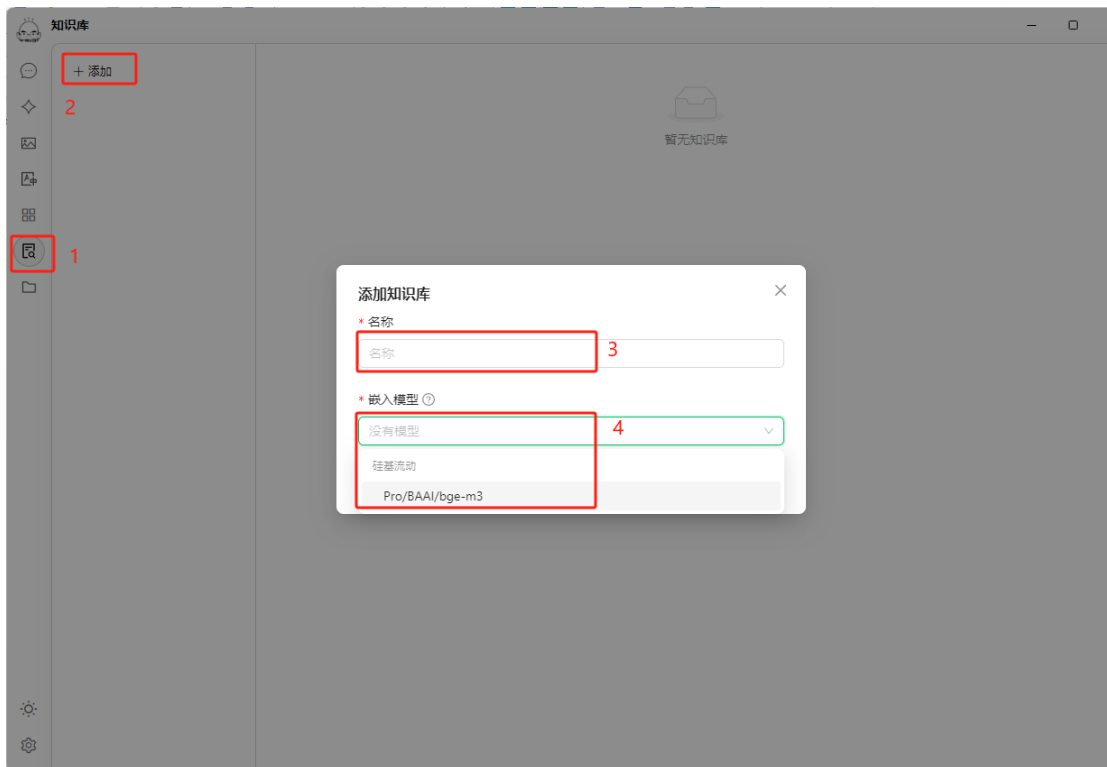 知识库
+ 添加
2
暂无知识库
1
添加知识库
* 名称
名称
3
* 嵌入模型
没有模型
4
硅基流动
Pro/BAAI/bge-m3